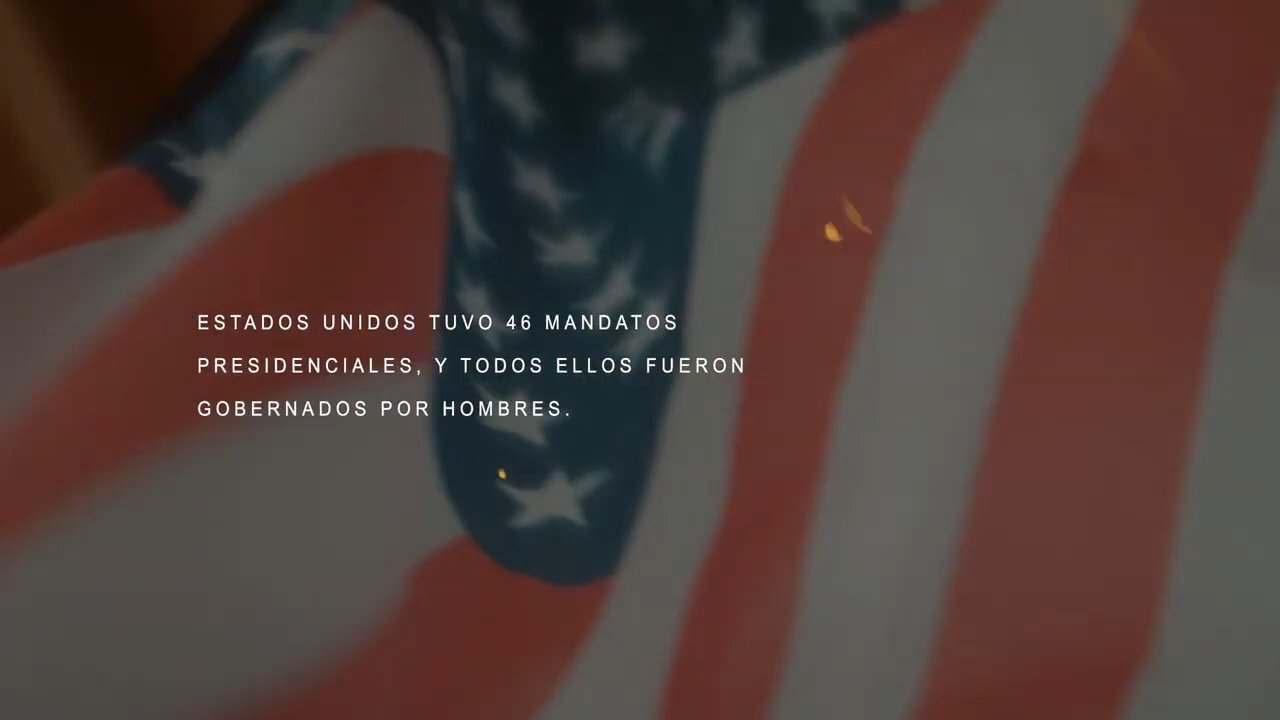 ESTADOS UNIDOS TUVO 46 MANDATOS
PRESIDENCIALES, Y TODOS ELLOS FUERON
GOBERNADOS POR HOMBRES.